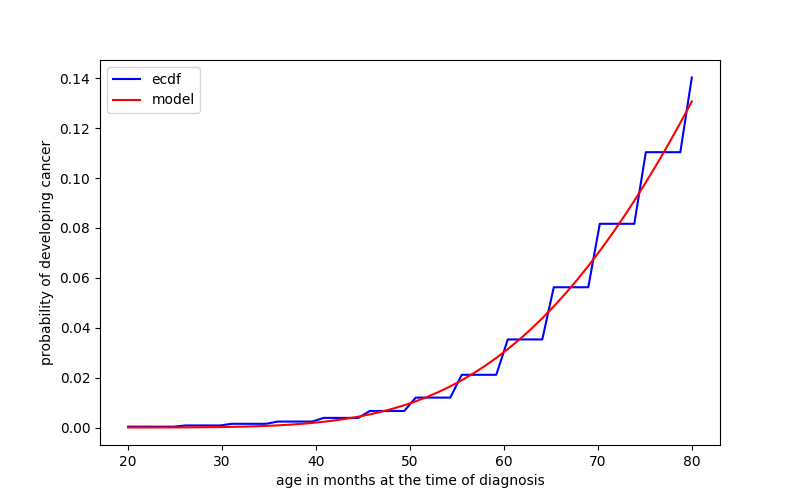 ecdf
model
0.14
0.12
0.10
0.08
0.06
0.04
0.02
0.00
probability of developing cancer
20 30 40 50 60 70 80
age in months at the time of diagnosis